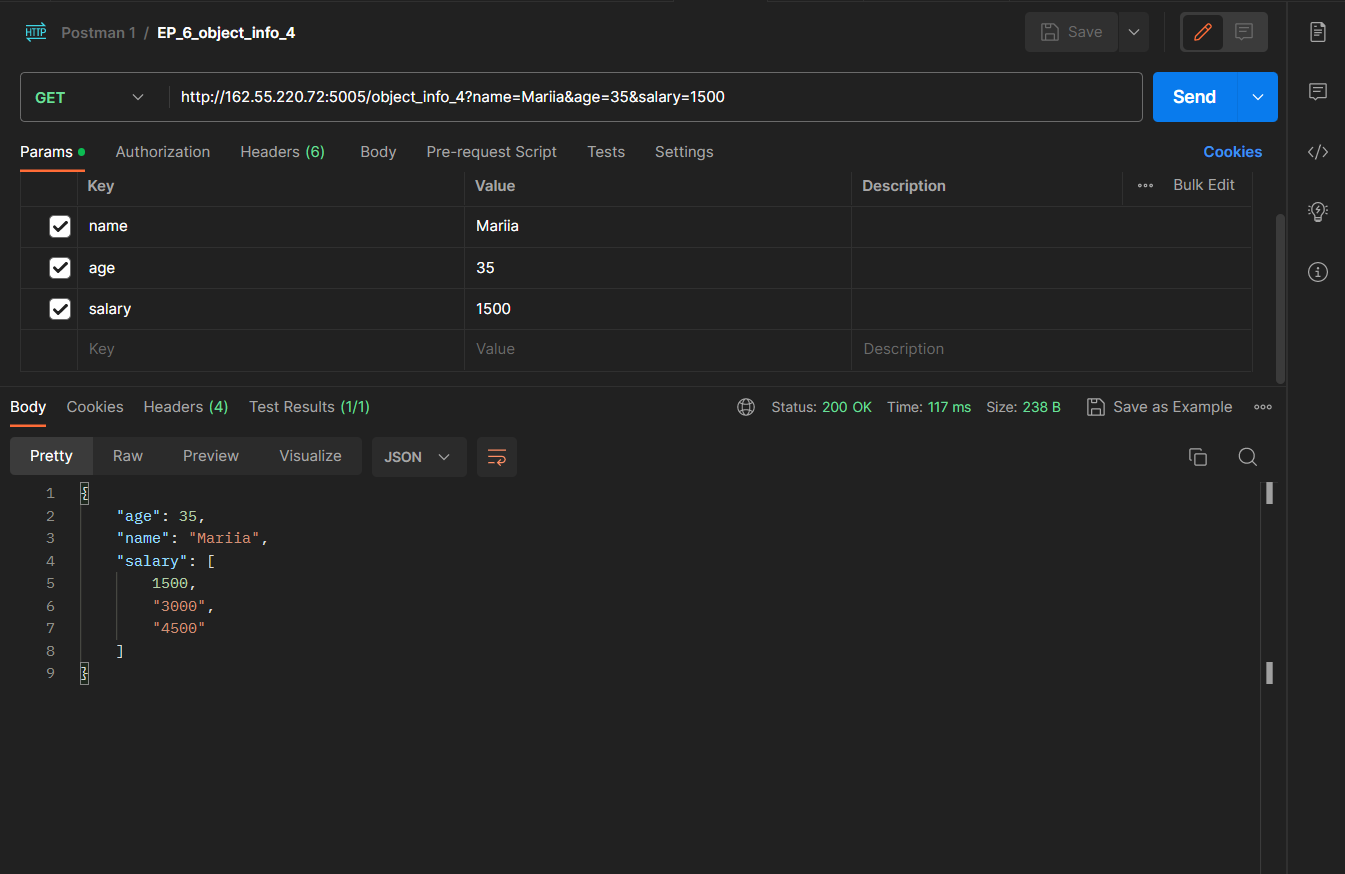 HTTP Postman 1 / EP_6_object_info_4 Save
GET http://162.55.220.72:5005/object_info_4?name=Mariia&age=35&salary=1500 Send
Params Authorization Headers (6) Body Pre-request Script Tests Settings Cookies
Key Value Description Bulk Edit
name Mariia
age 35
salary 1500
Key Value Description
Body Cookies Headers (4) Test Results (1/1) Status: 200 OK Time: 117 ms Size: 238 B Save as Example
Pretty Raw Preview Visualize JSON
1 {
2 "age": 35,
3 "name": "Mariia",
4 "salary": [
5 1500,
6 "3000",
7 "4500"
8 ]
9 }